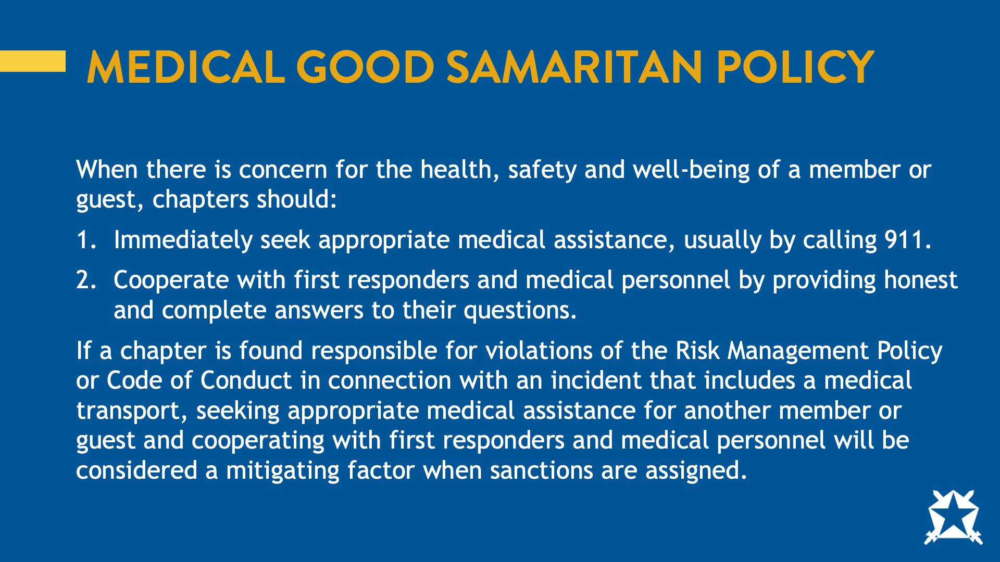 MEDICAL GOOD SAMARITAN POLICY
When there is concern for the health, safety and well-being of a member or
guest, chapters should:
1. Immediately seek appropriate medical assistance, usually by calling 911.
2. Cooperate with first responders and medical personnel by providing honest
and complete answers to their questions.
If a chapter is found responsible for violations of the Risk Management Policy
or Code of Conduct in connection with an incident that includes a medical
transport, seeking appropriate medical assistance for another member or
guest and cooperating with first responders and medical personnel will be
considered a mitigating factor when sanctions are assigned.